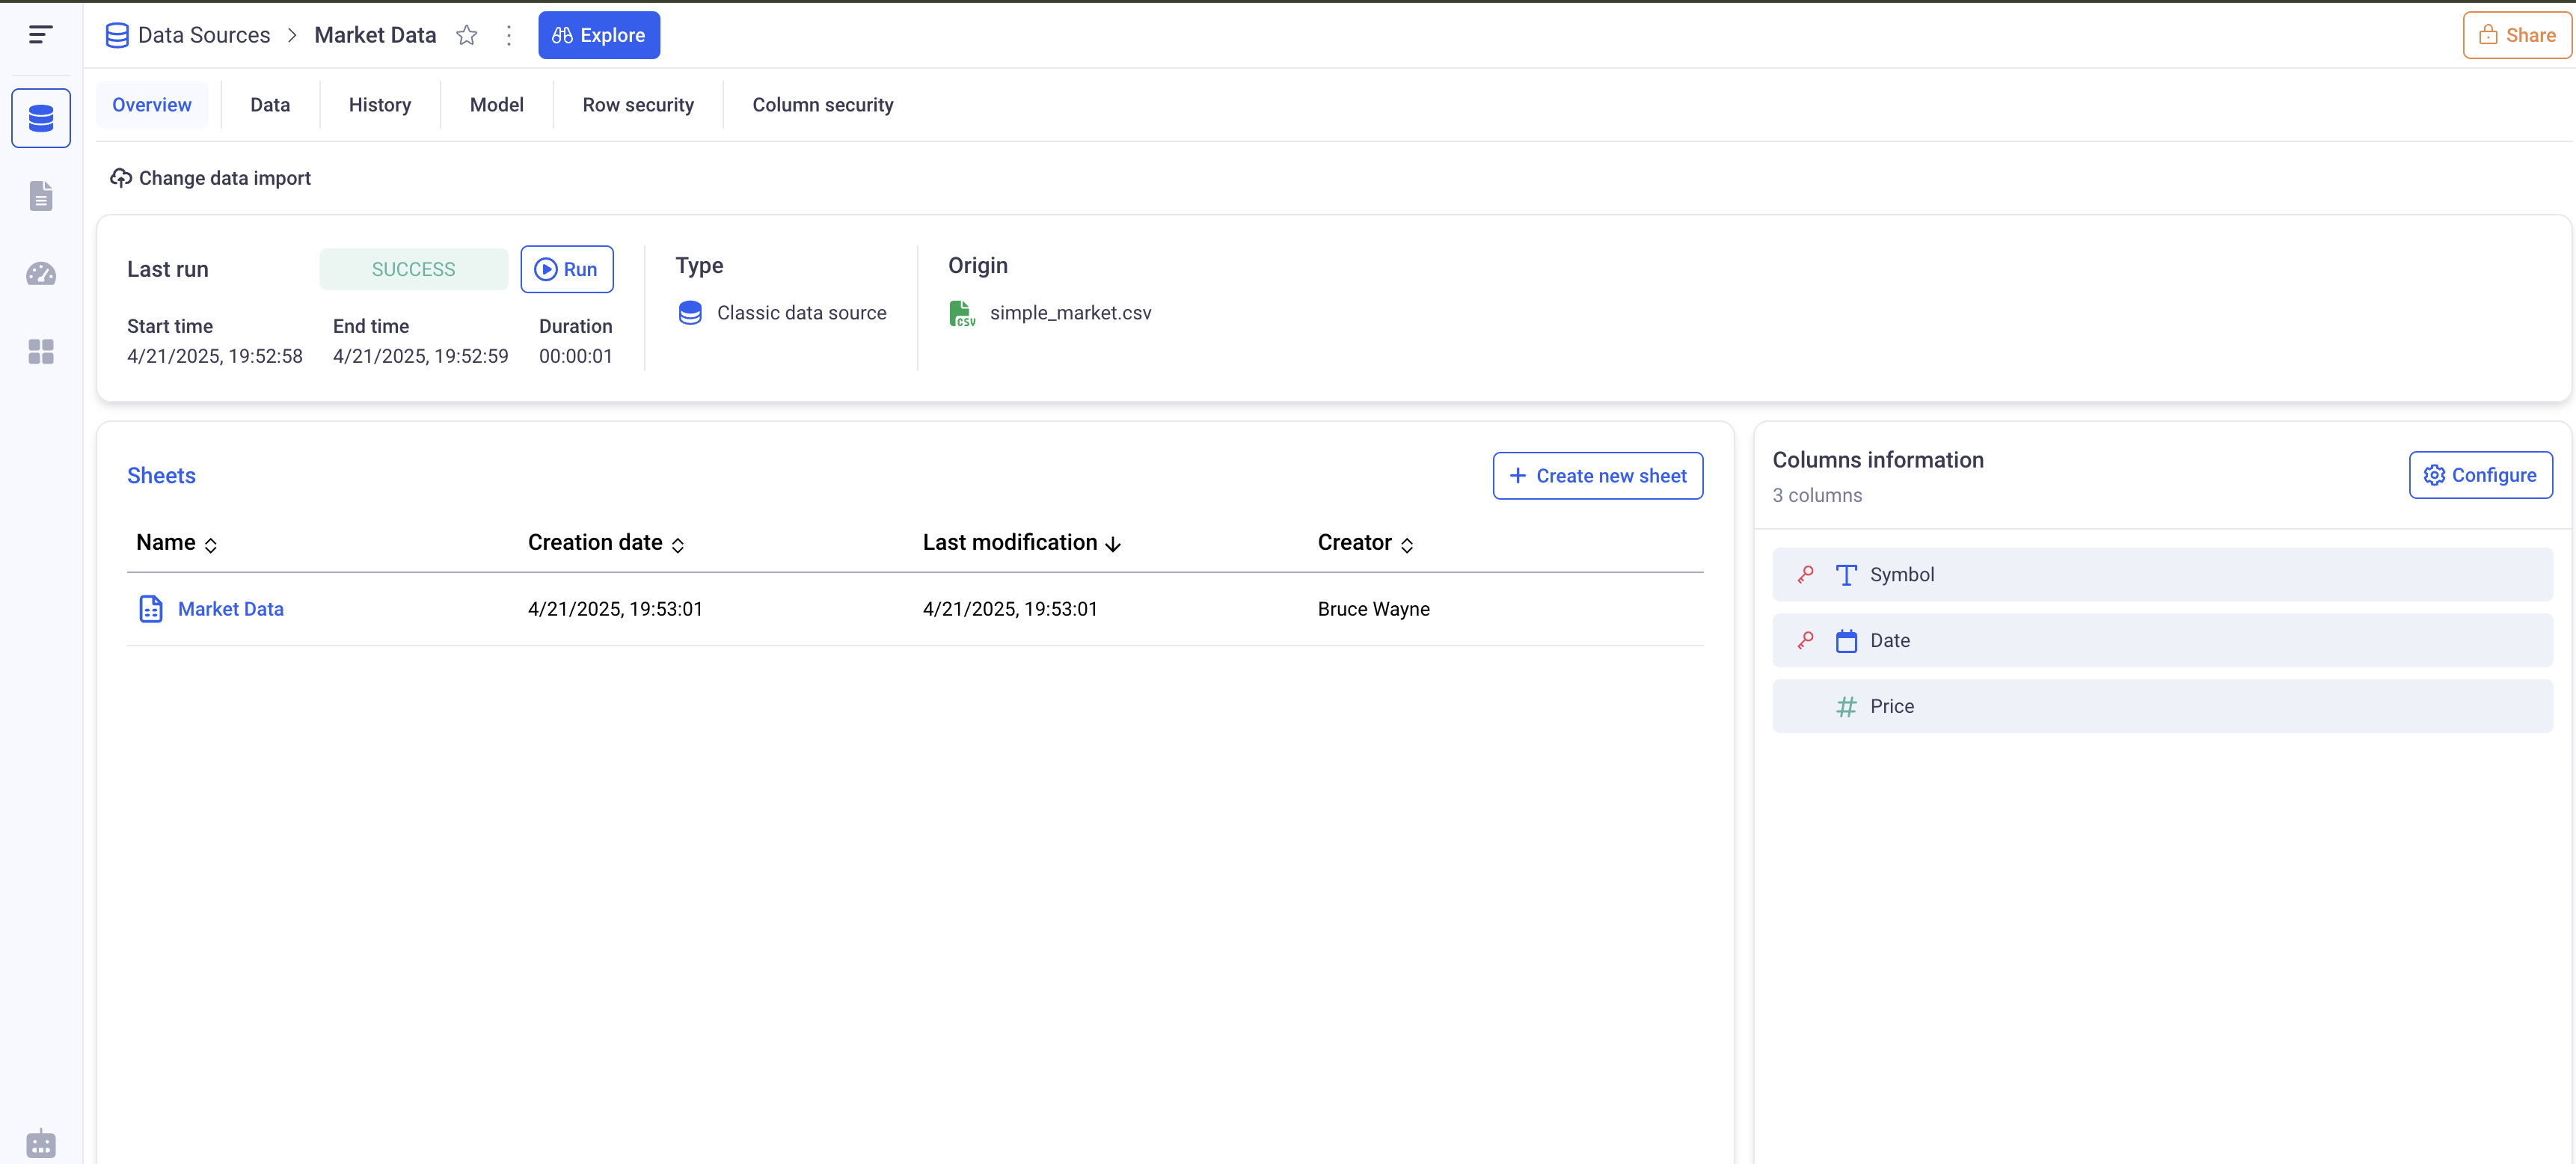 Data Sources > Market Data Explore Share
Overview Data History Model Row security Column security
Change data import
Last run SUCCESS Run
Start time End time Duration
4/21/2025, 19:52:58 4/21/2025, 19:52:59 00:00:01
Type
Classic data source
Origin
CSV simple_market.csv
Sheets + Create new sheet
Name Creation date Last modification Creator
Market Data 4/21/2025, 19:53:01 4/21/2025, 19:53:01 Bruce Wayne
Columns information Configure
3 columns
Symbol
Date
# Price